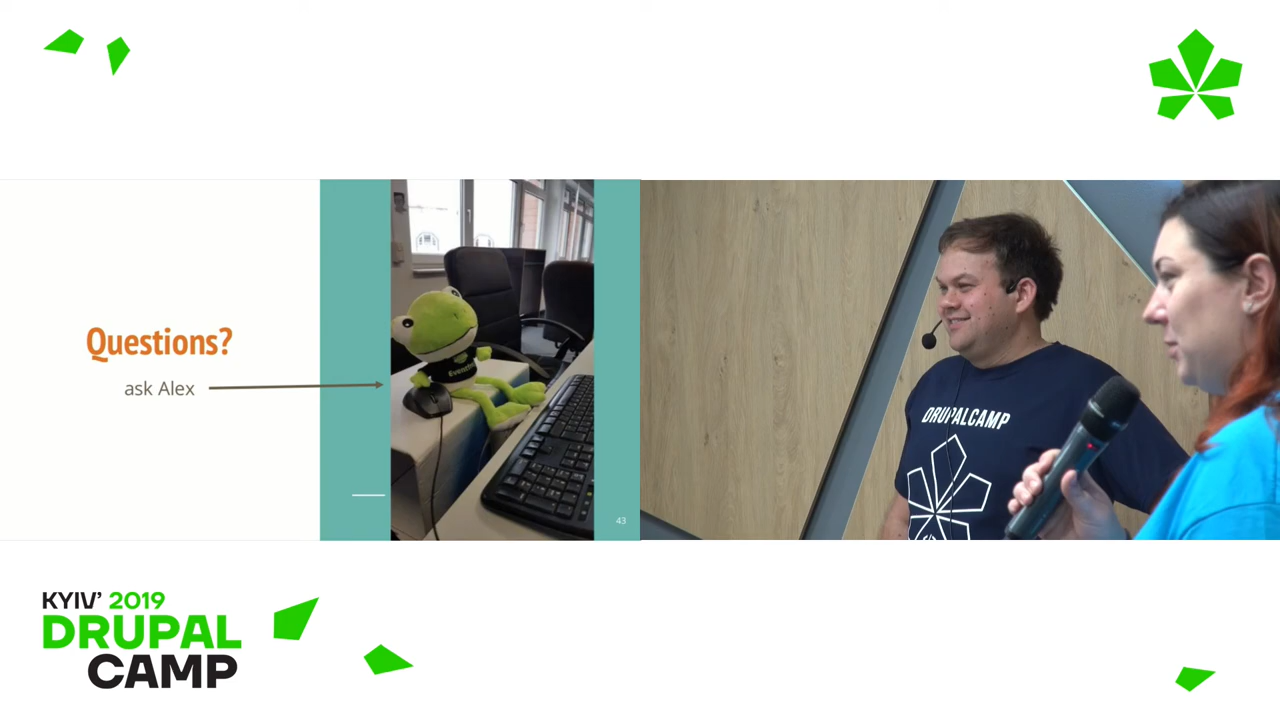 Questions?
ask Alex
43
DRUPALCAMP
KYIV' 2019
DRUPAL
CAMP